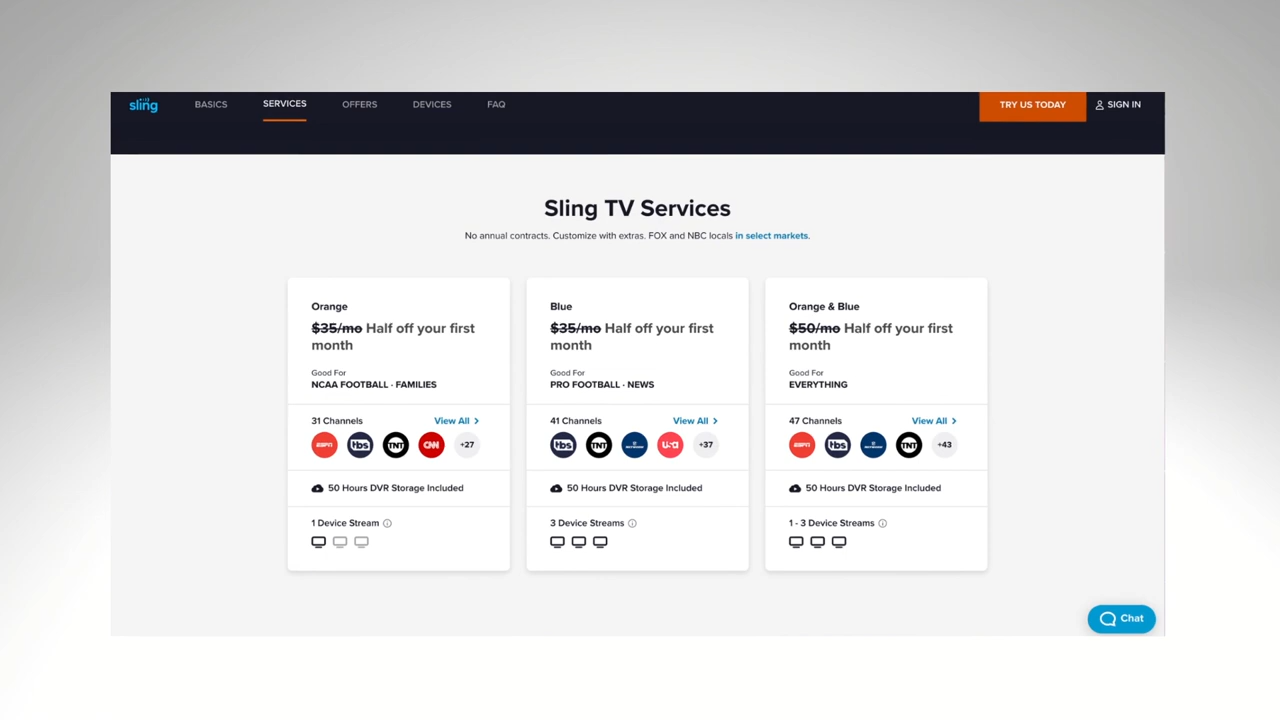 sling
BASICS
SERVICES
OFFERS
DEVICES
FAQ
TRY US TODAY
SIGN IN
Sling TV Services
No annual contracts. Customize with extras. FOX and NBC locals in select markets.
Orange
$35/mo Half off your first
month
Good For
NCAA FOOTBALL · FAMILIES
31 Channels
View All >
ESPN
tbs
TNT
CNN
+27
50 Hours DVR Storage Included
1 Device Stream
Blue
$35/mo Half off your first
month
Good For
PRO FOOTBALL · NEWS
41 Channels
View All >
tbs
TNT
usa
+37
50 Hours DVR Storage Included
3 Device Streams
Orange & Blue
$50/mo Half off your first
month
Good For
EVERYTHING
47 Channels
View All >
ESPN
tbs
TNT
+43
50 Hours DVR Storage Included
1 - 3 Device Streams
Chat